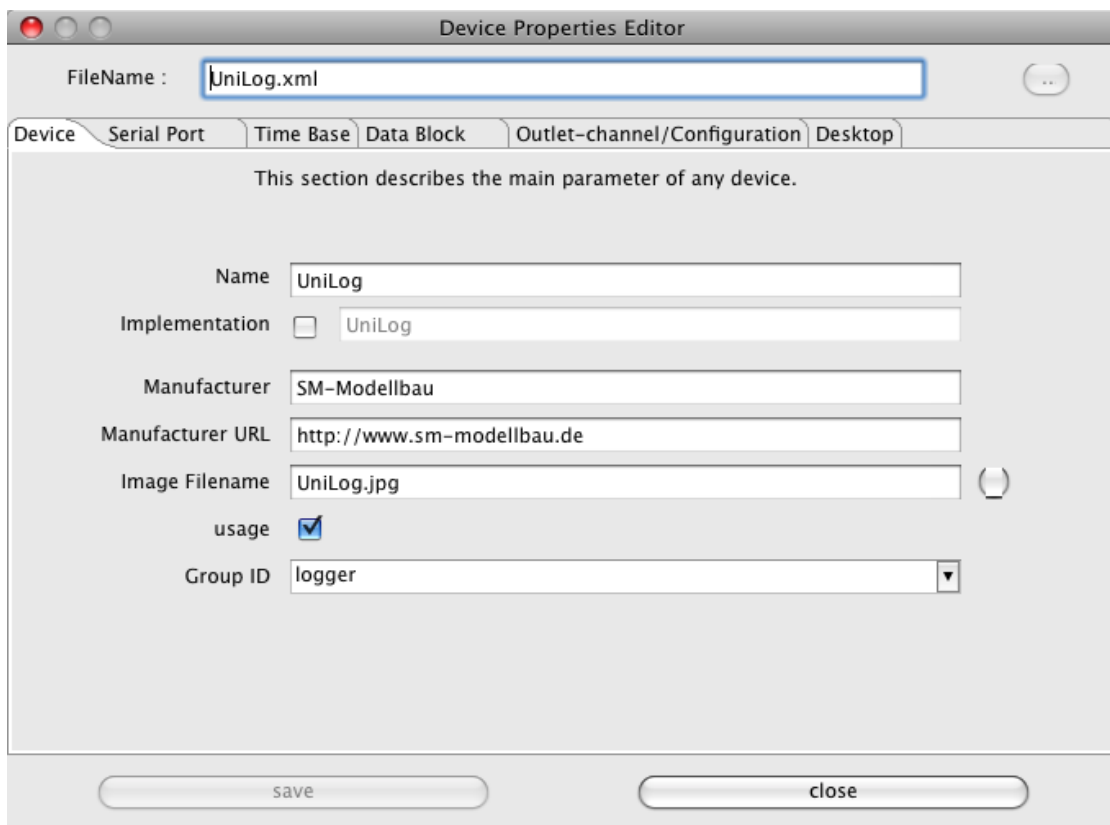 Device Properties Editor
FileName : UniLog.xml ..
Device Serial Port Time Base Data Block Outlet-channel/Configuration Desktop
This section describes the main parameter of any device.
Name UniLog
Implementation UniLog
Manufacturer SM-Modellbau
Manufacturer URL http://www.sm-modellbau.de
Image Filename UniLog.jpg
usage
Group ID logger
save close